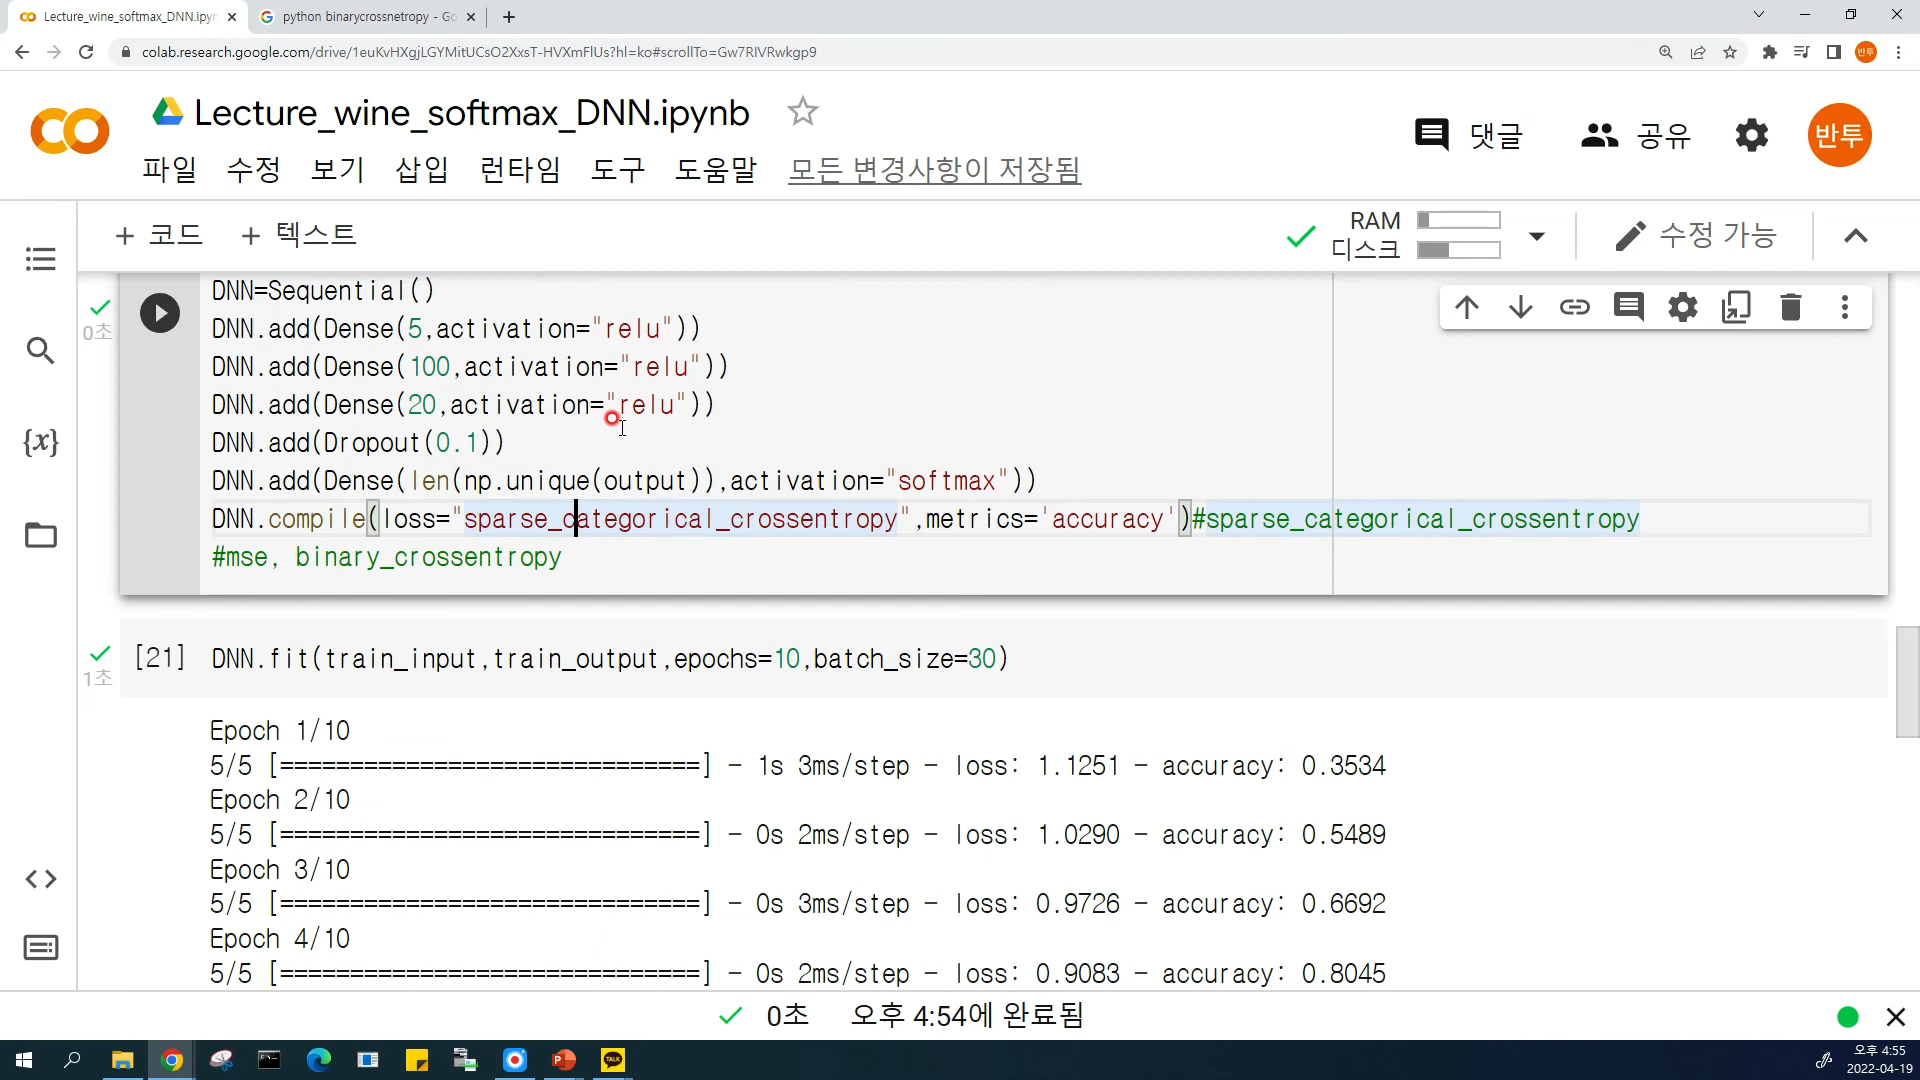 Lecture_wine_softmax_DNN.ipyn
python binarycrossnetropy - Go
colab.research.google.com/drive/1euKvHXgjLGYMitUCsO2XxsT-HVXmFlUs?hl=ko#scrollTo=Gw7RlVRwkgp9
반투
Lecture_wine_softmax_DNN.ipynb
댓글
공유
반투
파일 수정 보기 삽입 런타임 도구 도움말 모든 변경사항이 저장됨
+ 코드 + 텍스트
RAM
디스크
수정 가능
0초
DNN=Sequential()
DNN.add(Dense(5,activation="relu"))
DNN.add(Dense(100,activation="relu"))
DNN.add(Dense(20,activation="relu"))
DNN.add(Dropout(0.1))
DNN.add(Dense(len(np.unique(output)),activation="softmax"))
DNN.compile(loss="sparse_categorical_crossentropy",metrics='accuracy')#sparse_categorical_crossentropy
#mse, binary_crossentropy
[21] DNN.fit(train_input,train_output,epochs=10,batch_size=30)
1초
Epoch 1/10
5/5 [==============================] - 1s 3ms/step - loss: 1.1251 - accuracy: 0.3534
Epoch 2/10
5/5 [==============================] - 0s 2ms/step - loss: 1.0290 - accuracy: 0.5489
Epoch 3/10
5/5 [==============================] - 0s 3ms/step - loss: 0.9726 - accuracy: 0.6692
Epoch 4/10
5/5 [==============================] - 0s 2ms/step - loss: 0.9083 - accuracy: 0.8045
0초 오후 4:54에 완료됨
TALK
오후 4:55
2022-04-19